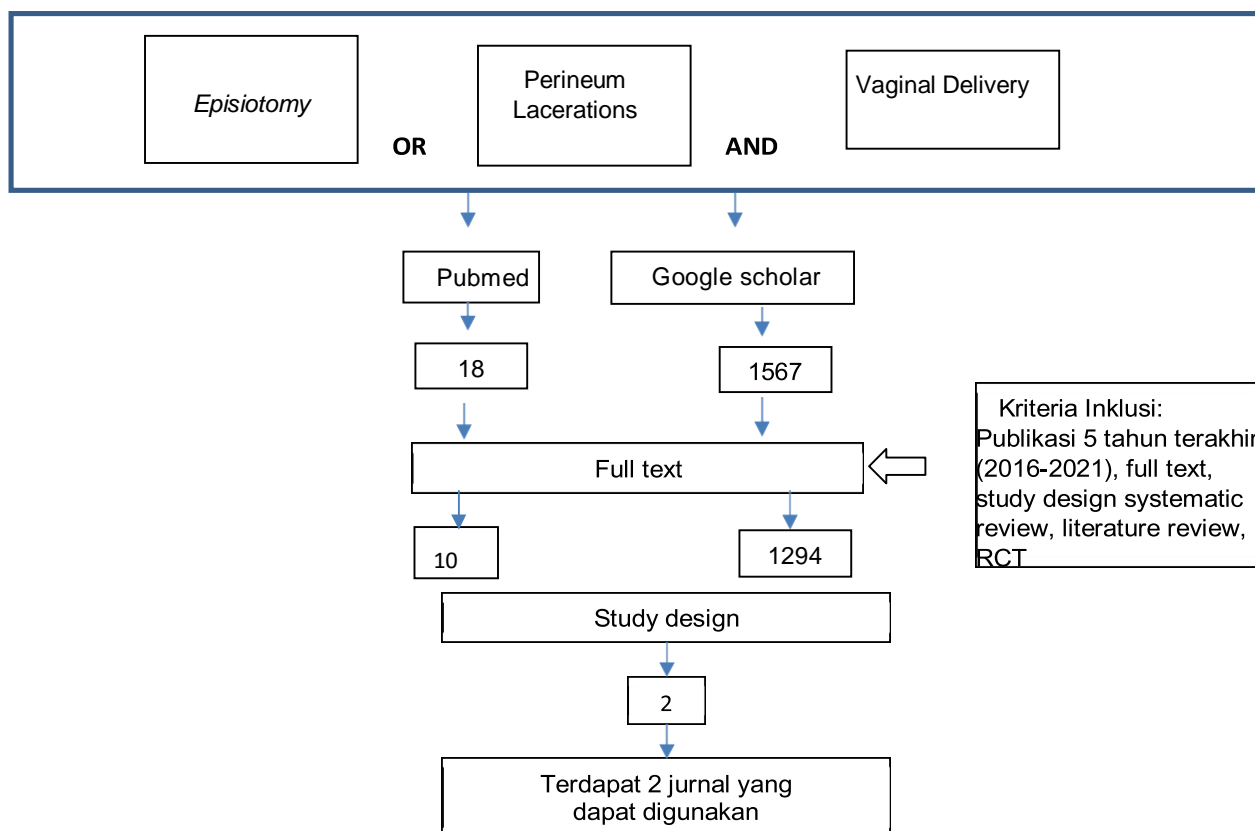 Episiotomy
OR
Perineum
Lacerations
AND
Vaginal Delivery
Pubmed
Google scholar
18
1567
Full text
Kriteria Inklusi:
Publikasi 5 tahun terakhir
(2016-2021), full text,
study design systematic
review, literature review,
RCT
10
1294
Study design
2
Terdapat 2 jurnal yang
dapat digunakan